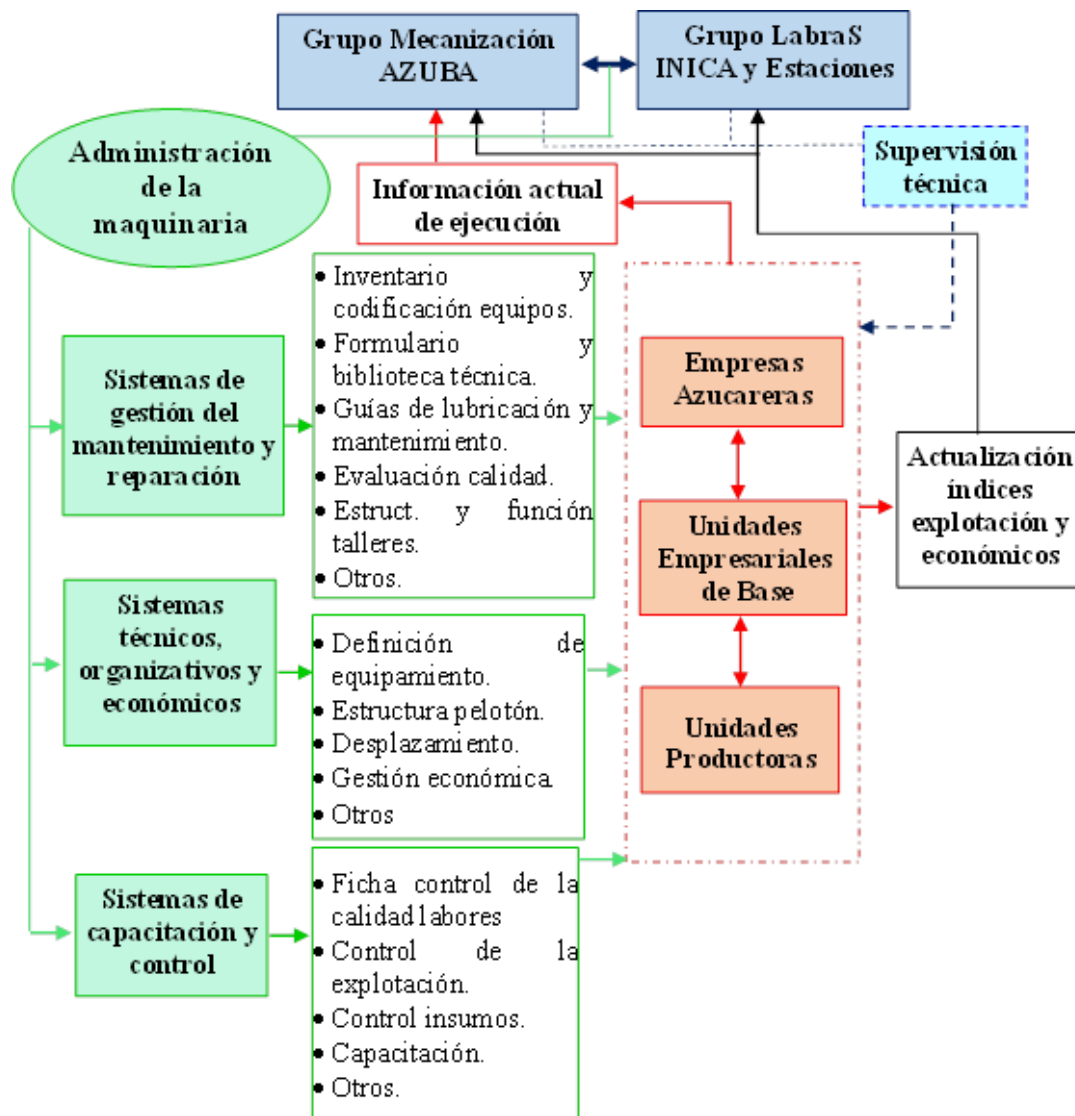 Grupo Mecanización
AZUBA
Grupo LabraS
INICA y Estaciones
Administración
de la
maquinaria
Información actual
de ejecución
Supervisión
técnica
Sistemas de
gestión del
mantenimiento y
reparación
• Inventario y
codificación equipos.
• Formulario y
biblioteca técnica.
• Guías de lubricación y
mantenimiento.
• Evaluación calidad.
• Estruct. y función
talleres.
• Otros.
Empresas
Azucareras
Unidades
Empresariales
de Base
Unidades
Productoras
Actualización
índices
explotación y
económicos
Sistemas
técnicos,
organizativos y
económicos
• Definición de
equipamiento.
• Estructura pelotón.
• Desplazamiento.
• Gestión económica
• Otros
Sistemas de
capacitación y
control
• Ficha control de la
calidad labores
• Control de la
explotación.
• Control insumos.
• Capacitación.
• Otros.